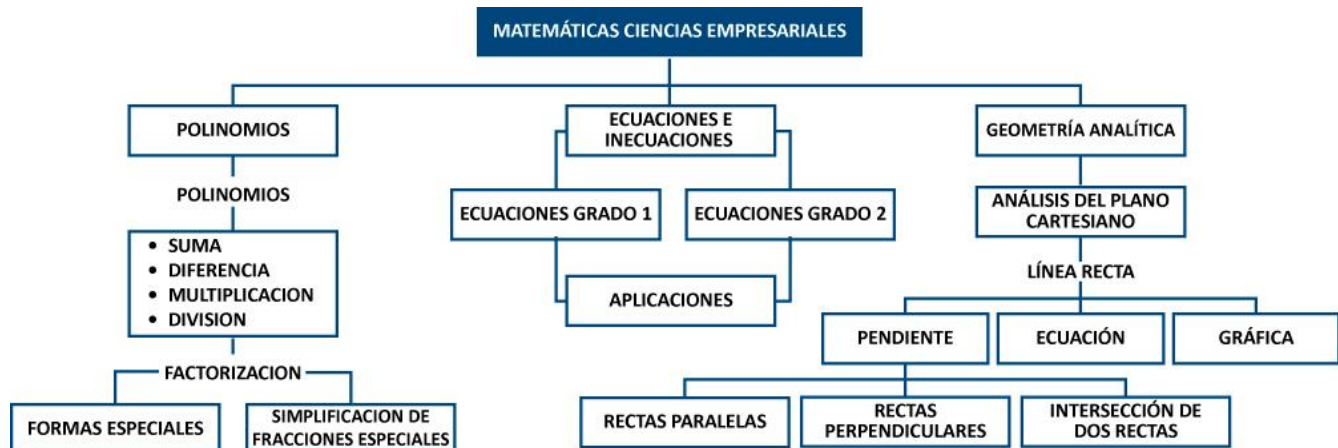 MATEMÁTICAS CIENCIAS EMPRESARIALES
POLINOMIOS
ECUACIONES E
INECUACIONES
GEOMETRÍA ANALÍTICA
POLINOMIOS
ECUACIONES GRADO 1
ECUACIONES GRADO 2
ANÁLISIS DEL PLANO
CARTESIANO
• SUMA
• DIFERENCIA
• MULTIPLICACION
• DIVISION
APLICACIONES
LÍNEA RECTA
PENDIENTE
ECUACIÓN
GRÁFICA
FACTORIZACION
FORMAS ESPECIALES
SIMPLIFICACION DE
FRACCIONES ESPECIALES
RECTAS PARALELAS
RECTAS
PERPENDICULARES
INTERSECCIÓN DE
DOS RECTAS